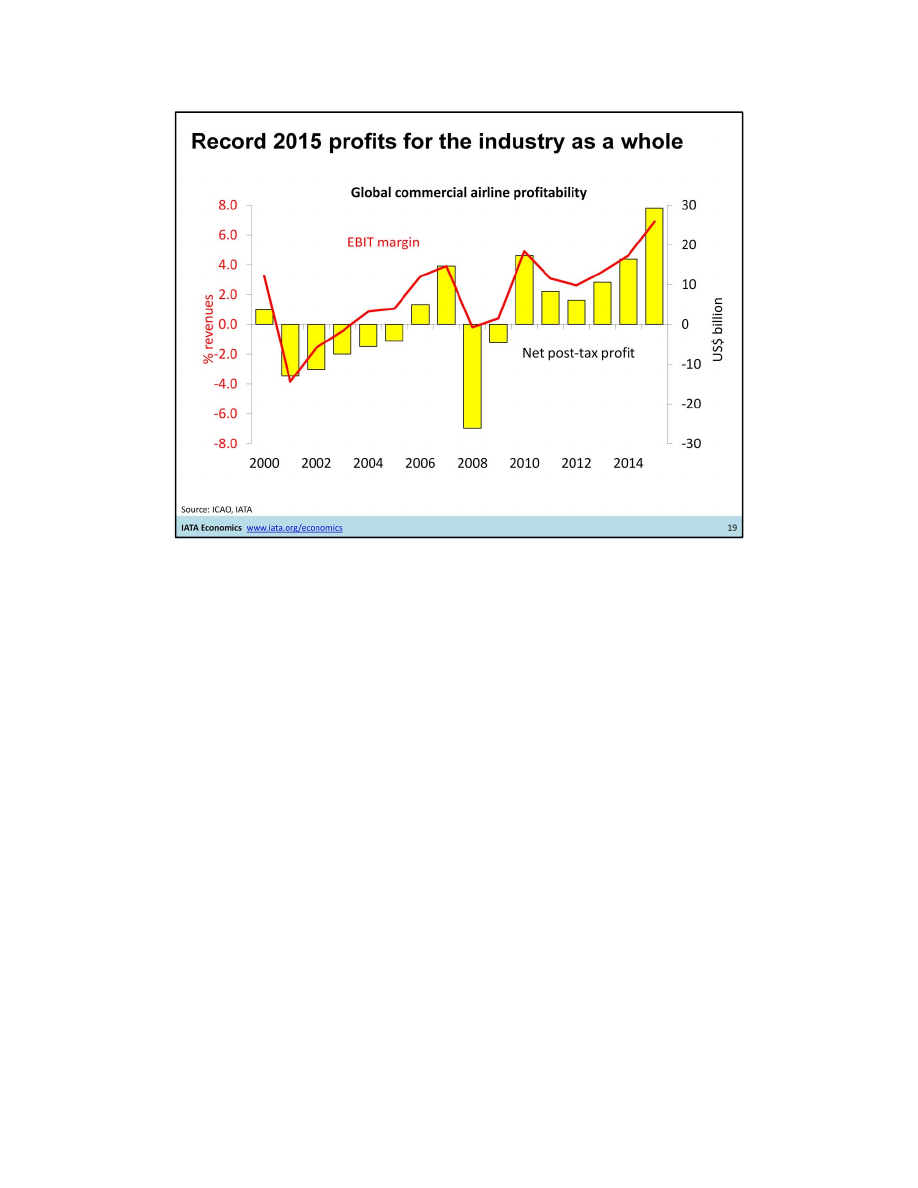 Record 2015 profits for the industry as a whole
Global commercial airline profitability
8.0
6.0
4.0
2.0
0.0
-2.0
-4.0
-6.0
-8.0
% revenues
EBIT margin
Net post-tax profit
30
20
10
0
-10
-20
-30
US$ billion
2000 2002 2004 2006 2008 2010 2012 2014
Source: ICAO, IATA
IATA Economics www.iata.org/economics 19